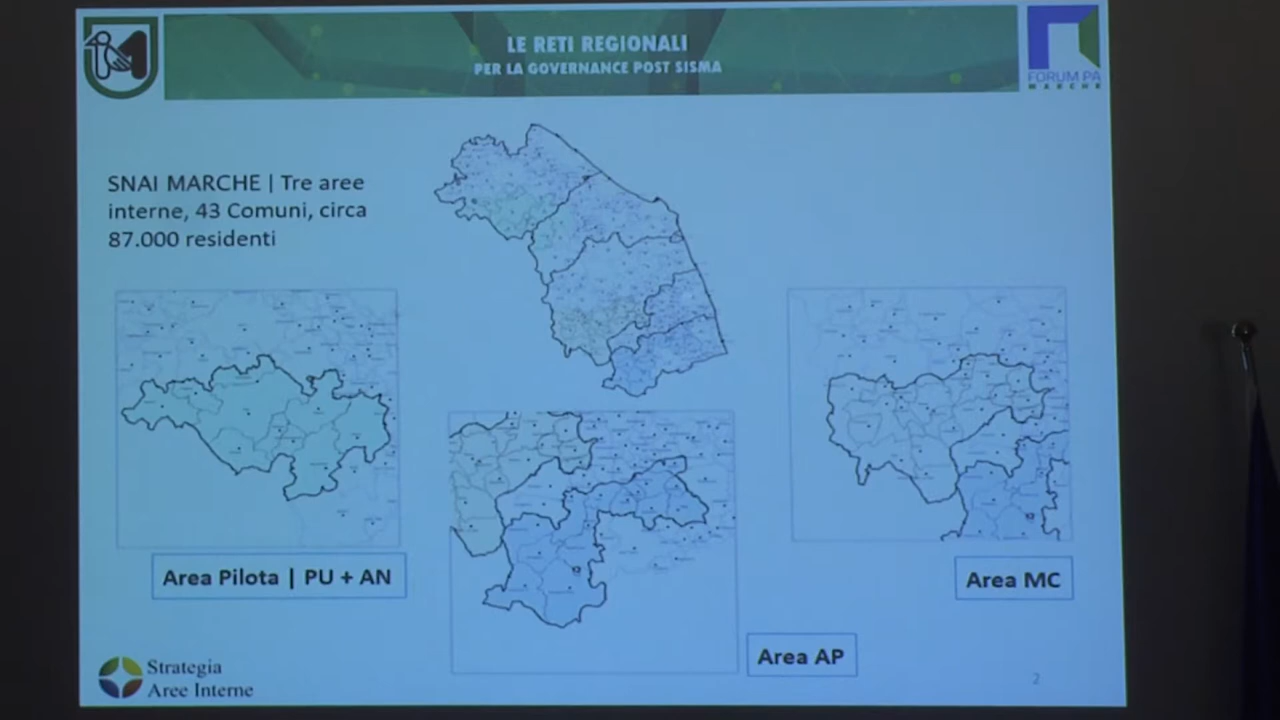 LE RETI REGIONALI
PER LA GOVERNANCE POST SISMA
FORUM PA
MARCHE
SNAI MARCHE | Tre aree
interne, 43 Comuni, circa
87.000 residenti
Area Pilota | PU + AN
Area MC
Area AP
Strategia
Aree Interne
2